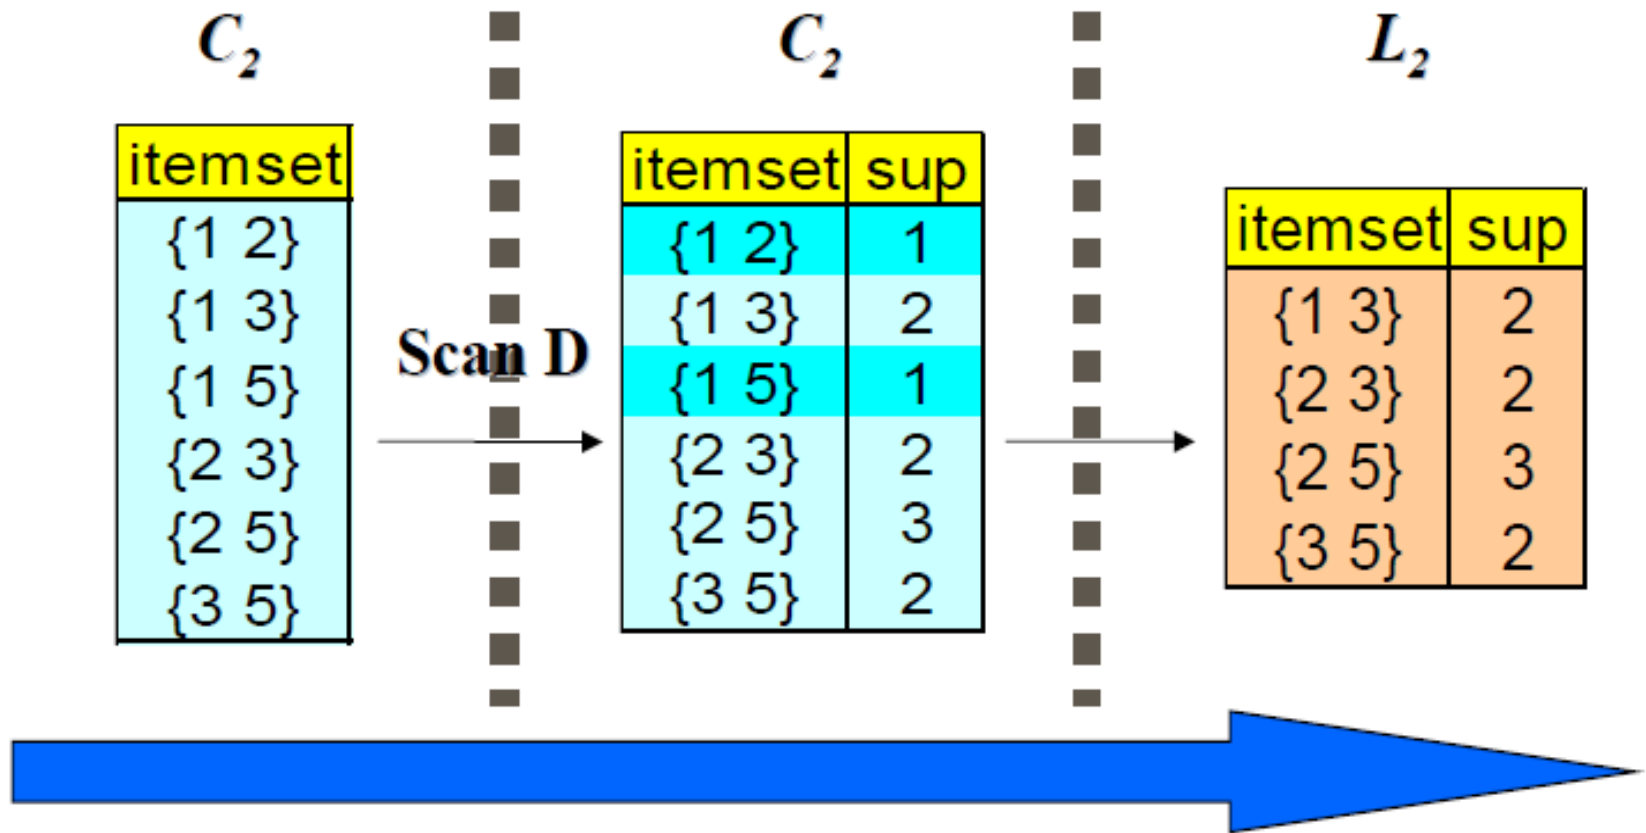 C2
C2
L2
itemset
{1 2}
{1 3}
{1 5}
{2 3}
{2 5}
{3 5}
Scan D
itemset sup
{1 2} 1
{1 3} 2
{1 5} 1
{2 3} 2
{2 5} 3
{3 5} 2
itemset sup
{1 3} 2
{2 3} 2
{2 5} 3
{3 5} 2